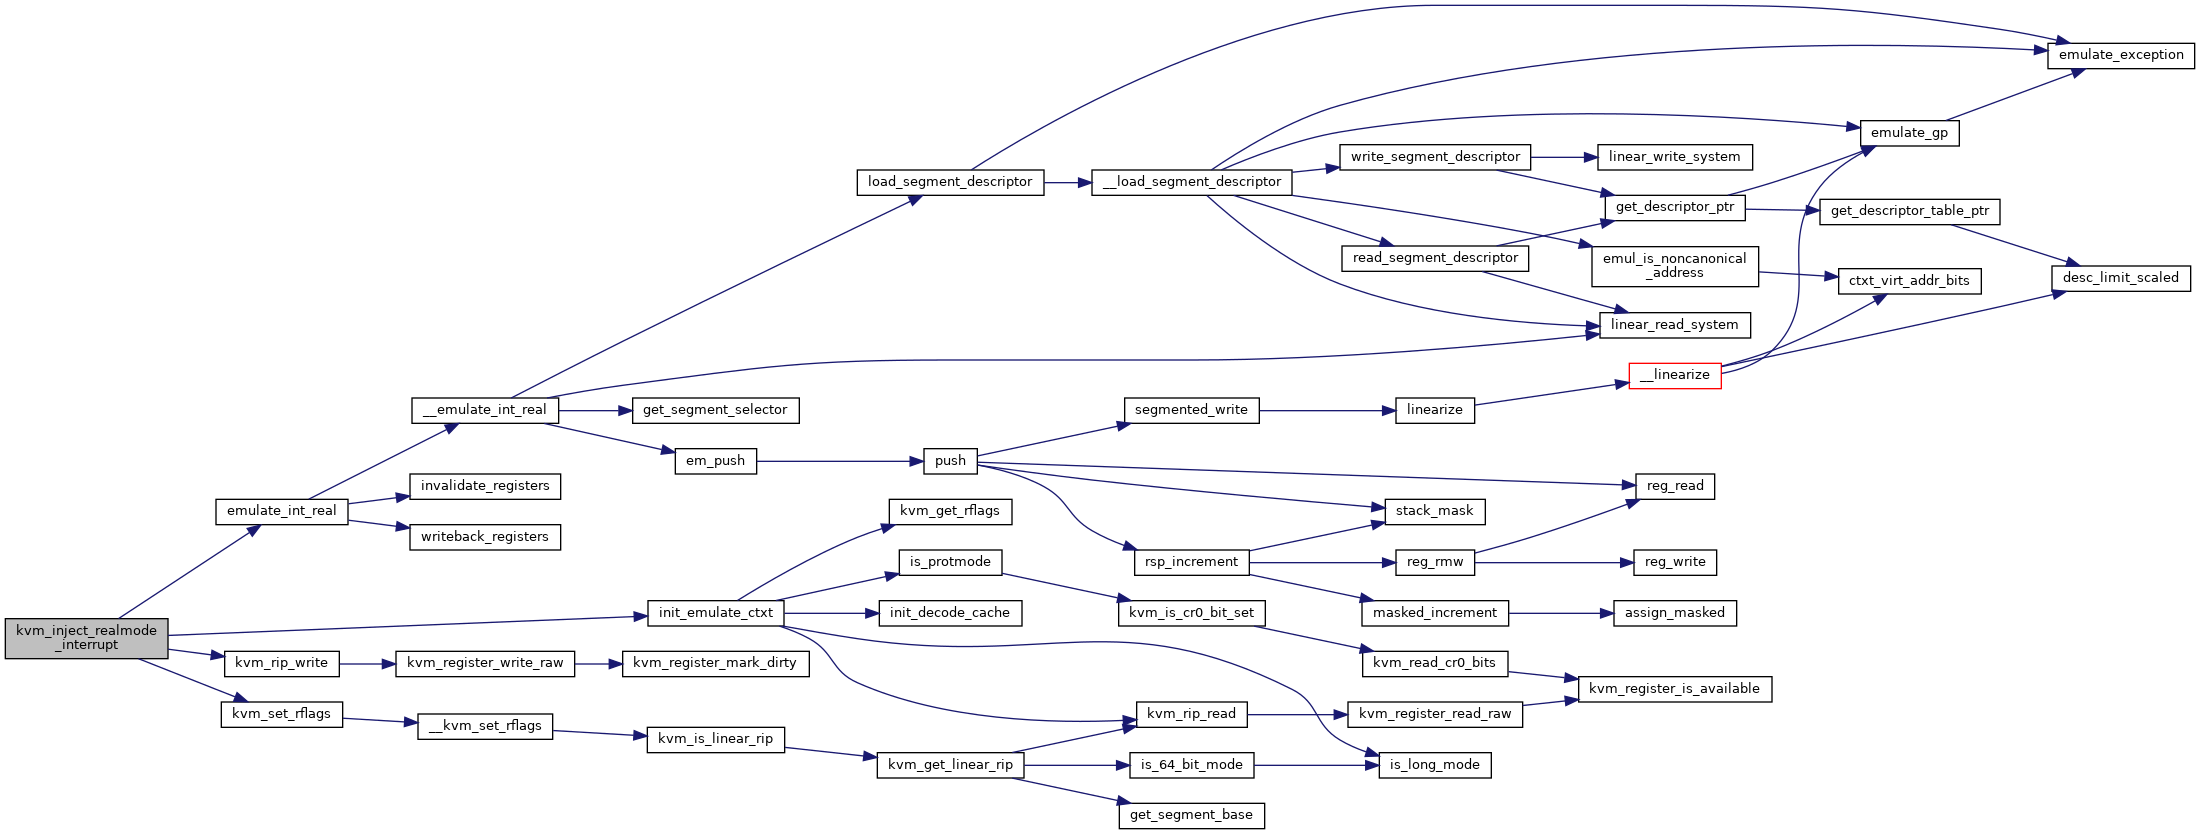 emulate_exception
emulate_gp
write_segment_descriptor
linear_write_system
load_segment_descriptor
__load_segment_descriptor
get_descriptor_ptr
get_descriptor_table_ptr
read_segment_descriptor
emul_is_noncanonical
_address
ctxt_virt_addr_bits
desc_limit_scaled
linear_read_system
__linearize
__emulate_int_real
get_segment_selector
segmented_write
linearize
em_push
push
invalidate_registers
reg_read
emulate_int_real
kvm_get_rflags
stack_mask
writeback_registers
is_protmode
rsp_increment
reg_rmw
reg_write
init_emulate_ctxt
init_decode_cache
kvm_is_cr0_bit_set
masked_increment
assign_masked
kvm_inject_realmode
_interrupt
kvm_rip_write
kvm_register_write_raw
kvm_register_mark_dirty
kvm_read_cr0_bits
kvm_register_is_available
kvm_set_rflags
__kvm_set_rflags
kvm_rip_read
kvm_register_read_raw
kvm_is_linear_rip
kvm_get_linear_rip
is_64_bit_mode
is_long_mode
get_segment_base